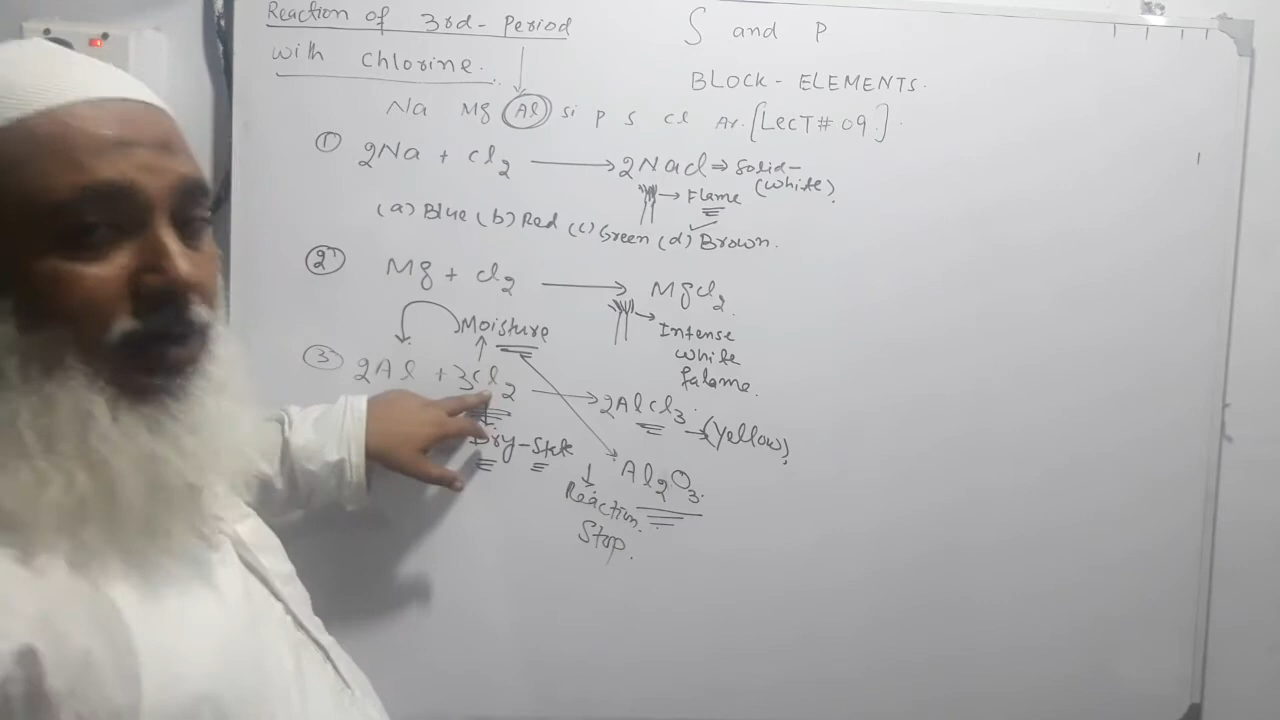 Reaction of 3rd-Period
with chlorine.
S and P
BLOCK-ELEMENTS.
Na Mg Al si p s cl Ar. [LecT# 09.]
① 2Na + cl2 → 2Nacl ⇒ solid-
(white)
→ Flame
(a) Blue (b) Red (c) Green (d) Brown.
② Mg + cl2 → Mgcl2.
→ Intense
white
falame.
Moisture
③ 2Al + 3cl2 → 2Alcl3. → (Yellow)
Dry-State
Al2O3.
↓
Reaction.
Stop.